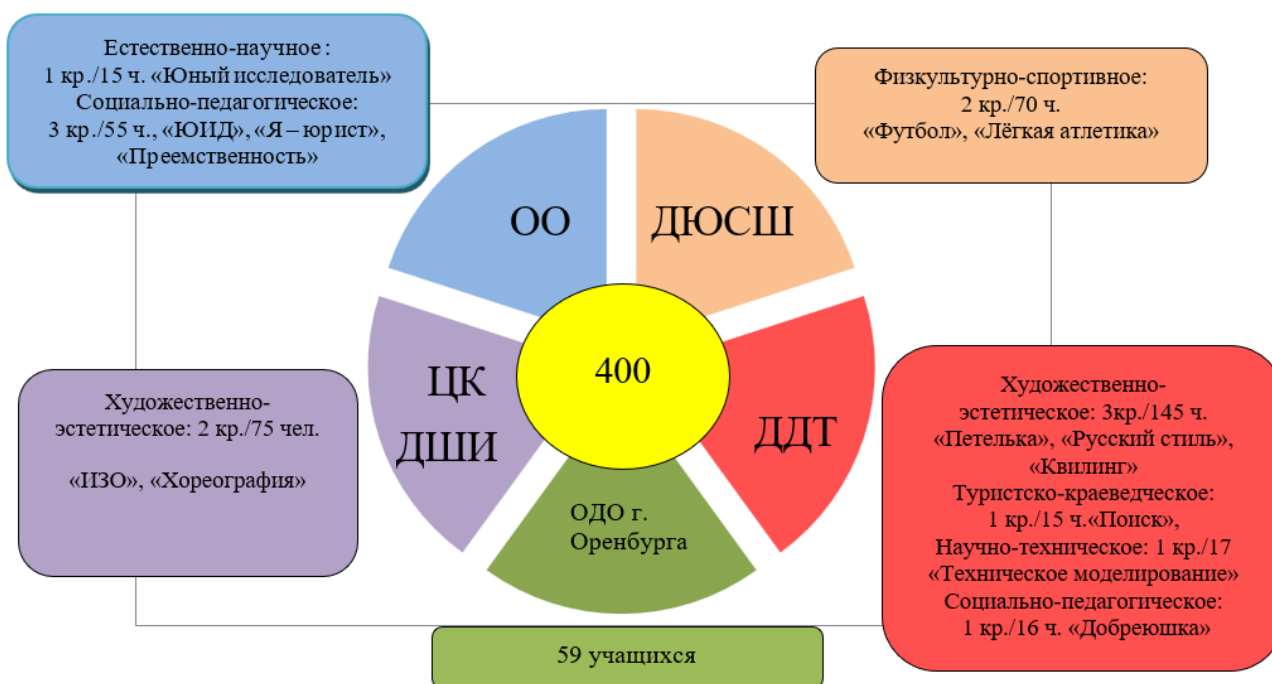 Естественно-научное :
1 кр./15 ч. «Юный исследователь»
Социально-педагогическое:
3 кр./55 ч., «ЮИД», «Я – юрист»,
«Преемственность»
Физкультурно-спортивное:
2 кр./70 ч.
«Футбол», «Лёгкая атлетика»
ОО
ДЮСШ
ЦК
ДШИ
400
ДДТ
ОДО г.
Оренбурга
Художественно-
эстетическое: 2 кр./75 чел.
«ИЗО», «Хореография»
Художественно-
эстетическое: 3кр./145 ч.
«Петелька», «Русский стиль»,
«Квилинг»
Туристско-краеведческое:
1 кр./15 ч.«Поиск»,
Научно-техническое: 1 кр./17
«Техническое моделирование»
Социально-педагогическое:
1 кр./16 ч. «Добреюшка»
59 учащихся